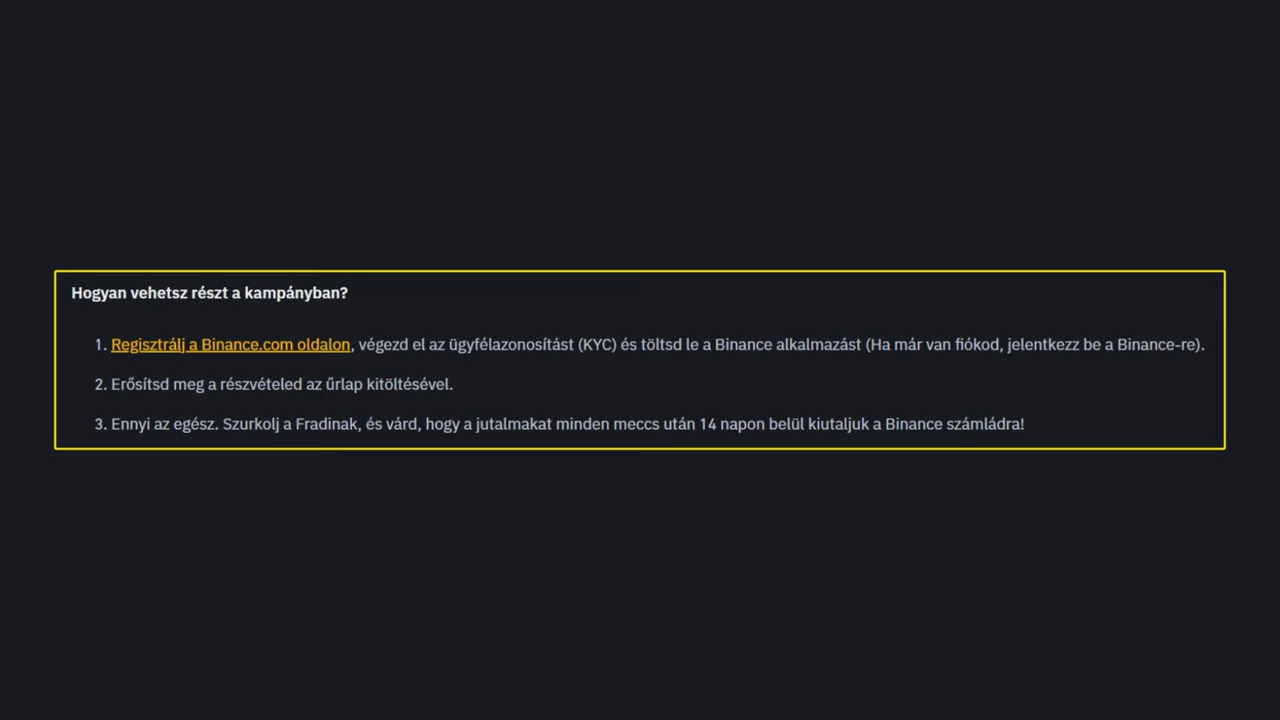 Hogyan vehetsz részt a kampányban?
1. Regisztrálj a Binance.com oldalon, végezd el az ügyfélazonosítást (KYC) és töltsd le a Binance alkalmazást (Ha már van fiókod, jelentkezz be a Binance-re).
2. Erősítsd meg a részvételed az űrlap kitöltésével.
3. Ennyi az egész. Szurkolj a Fradinak, és várd, hogy a jutalmakat minden meccs után 14 napon belül kiutaljuk a Binance számládra!